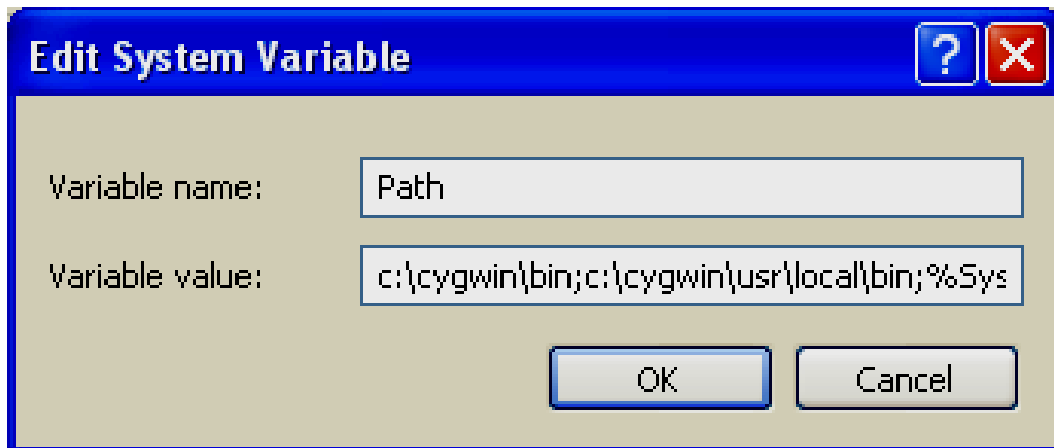 Edit System Variable
Variable name: Path
Variable value: c:\cygwin\bin;c:\cygwin\usr\local\bin;%Sys
OK Cancel